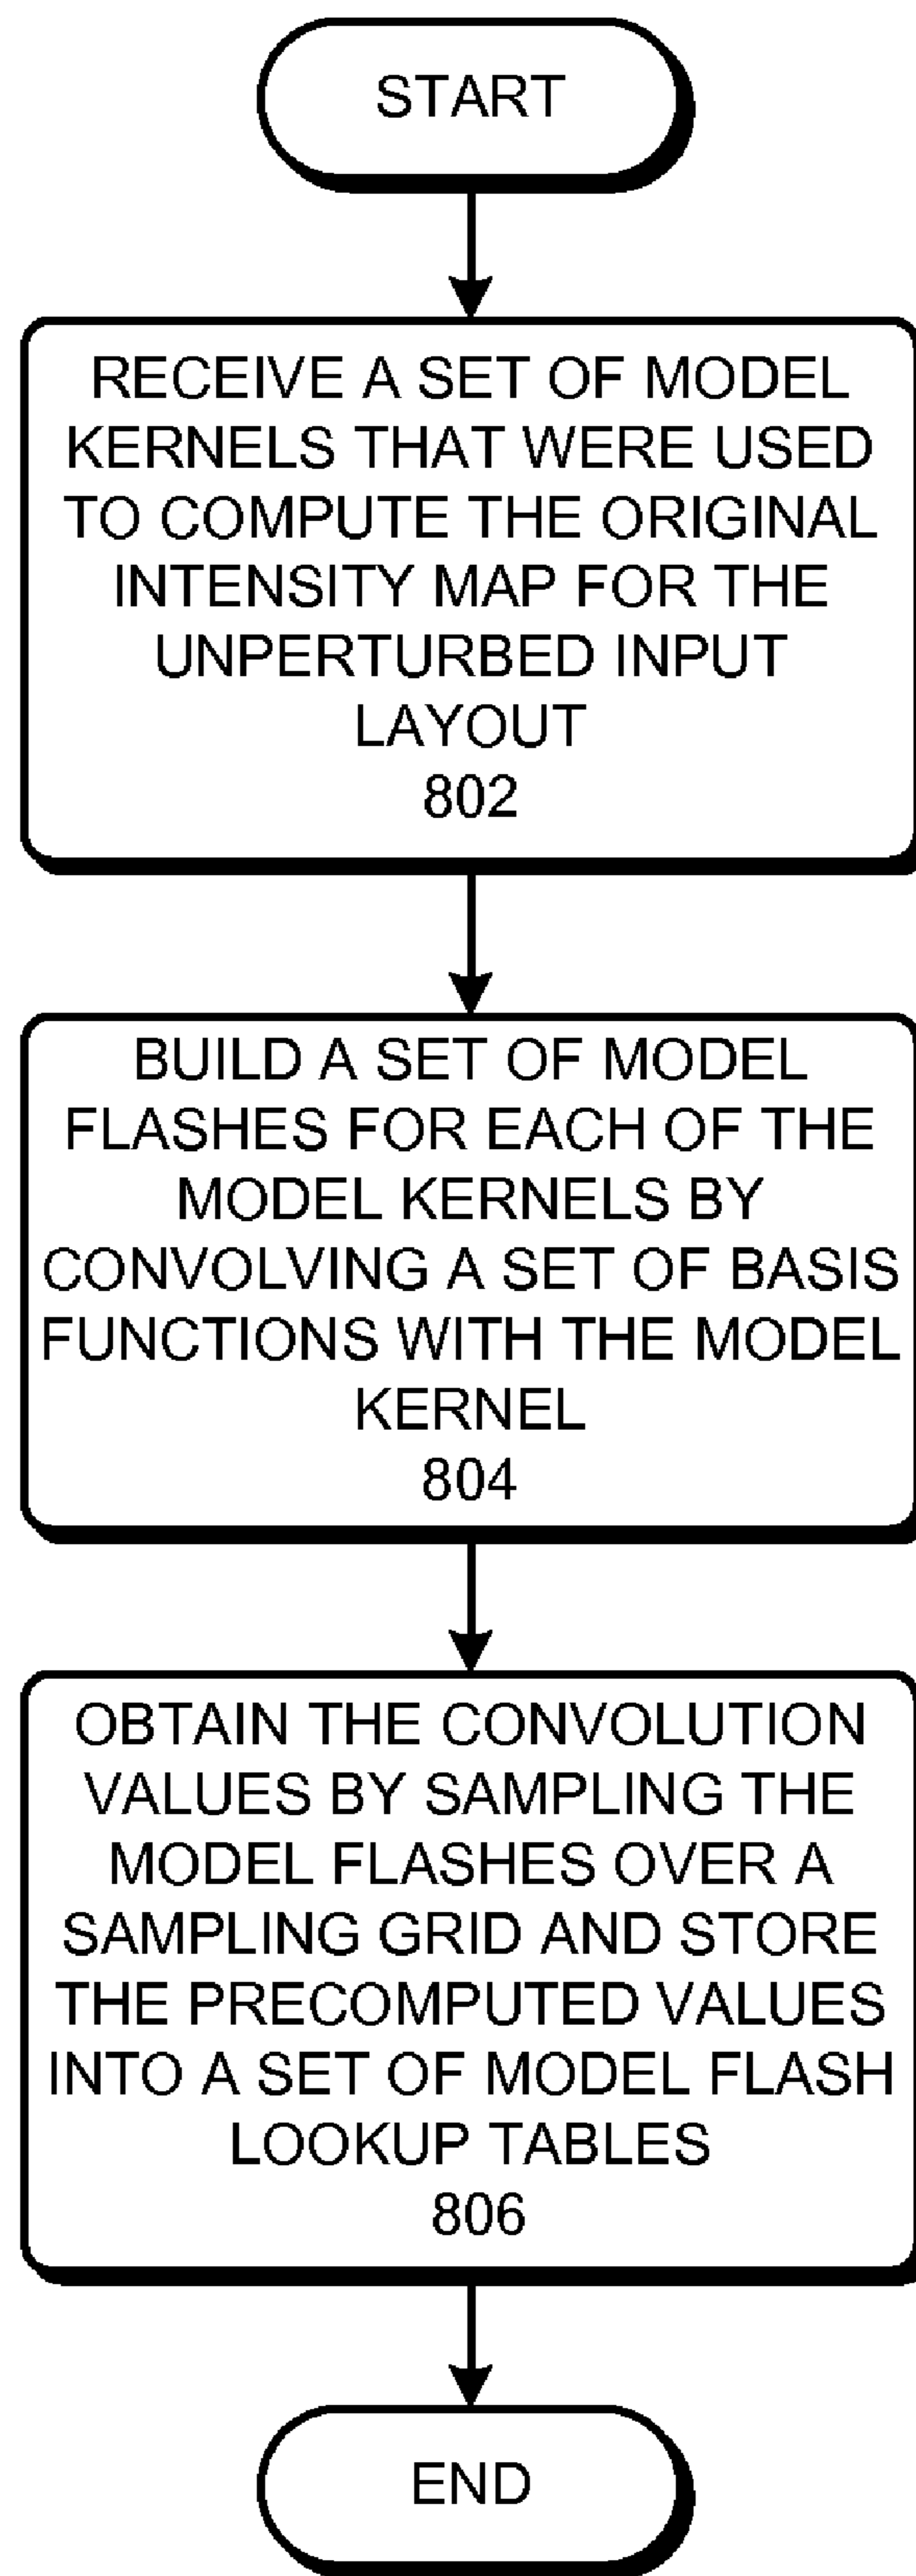 START
RECEIVE A SET OF MODEL
KERNELS THAT WERE USED
TO COMPUTE THE ORIGINAL
INTENSITY MAP FOR THE
UNPERTURBED INPUT
LAYOUT
802
BUILD A SET OF MODEL
FLASHES FOR EACH OF THE
MODEL KERNELS BY
CONVOLVING A SET OF BASIS
FUNCTIONS WITH THE MODEL
KERNEL
804
OBTAIN THE CONVOLUTION
VALUES BY SAMPLING THE
MODEL FLASHES OVER A
SAMPLING GRID AND STORE
THE PRECOMPUTED VALUES
INTO A SET OF MODEL FLASH
LOOKUP TABLES
806
END